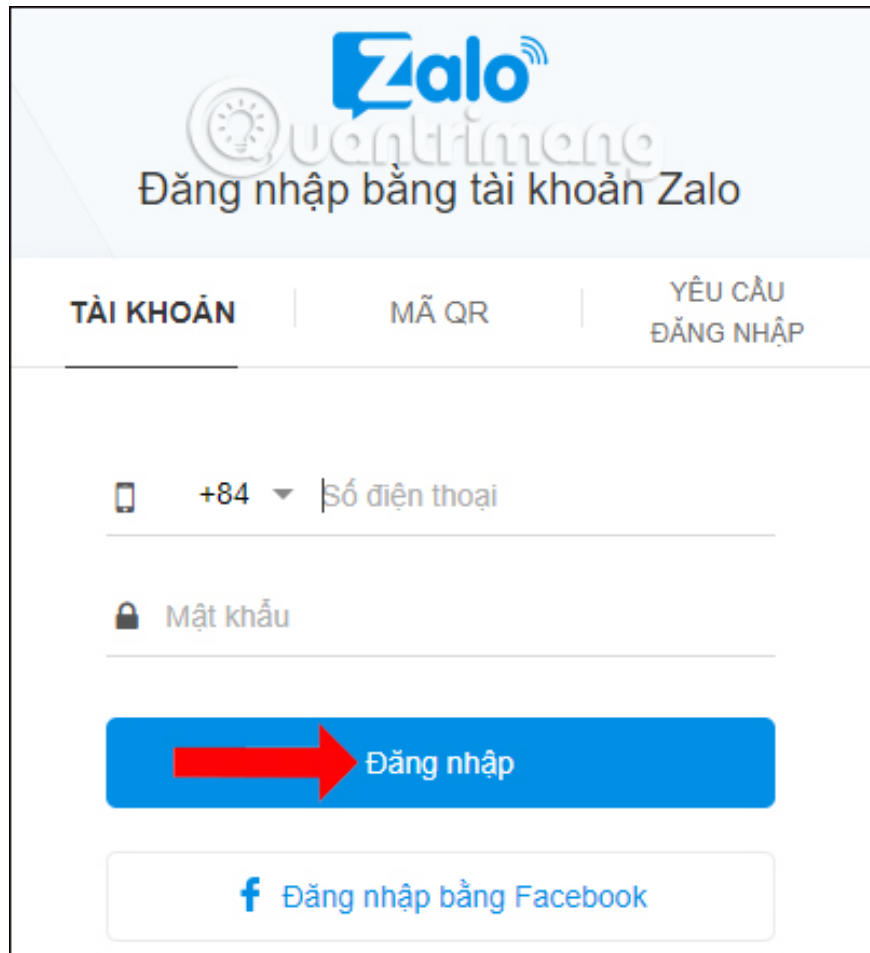 Zalo
Quantrimang
Đăng nhập bằng tài khoản Zalo
TÀI KHOẢN
MÃ QR
YÊU CẦU
ĐĂNG NHẬP
+84
Số điện thoại
Mật khẩu
Đăng nhập
f Đăng nhập bằng Facebook